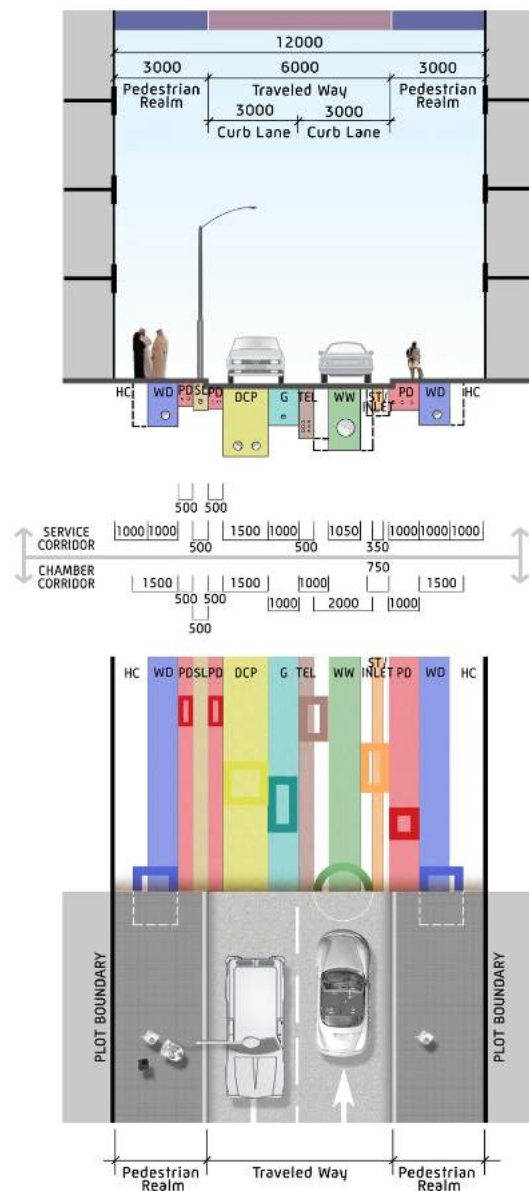 12000
3000 6000 3000
Pedestrian Realm Traveled Way Pedestrian Realm
3000 3000
Curb Lane Curb Lane
HC WD PD SL PD DCP G TEL WW ST/ INLET PD WD HC
500 500
1000 1000 1500 1000 1050 1000 1000 1000
SERVICE CORRIDOR
500 500 350
CHAMBER CORRIDOR
750
1500 500 500 1500 1000 1500
500 1000 2000 1000
HC WD PD SL PD DCP G TEL WW ST/ INLET PD WD HC
PLOT BOUNDARY
PLOT BOUNDARY
Pedestrian Realm Traveled Way Pedestrian Realm